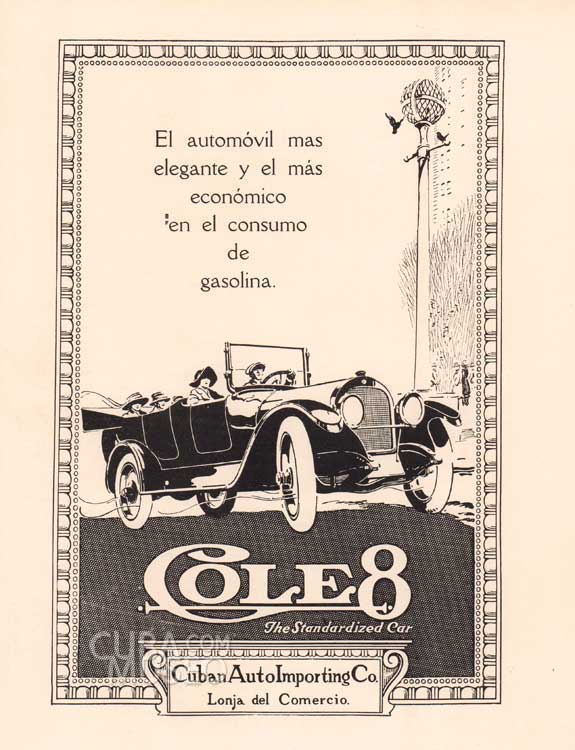 El automóvil mas
elegante y el más
económico
en el consumo
de
gasolina.
COLE 8
The Standardized Car
CUBA
MUSEO
.COM
Cuban Auto Importing Co.
Lonja del Comercio.